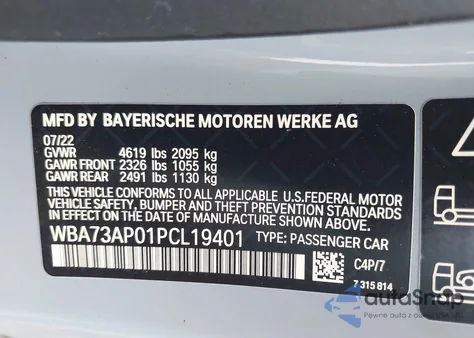 MFD BY BAYERISCHE MOTOREN WERKE AG
07/22
GVWR 4619 lbs 2095 kg
GAWR FRONT 2326 lbs 1055 kg
GAWR REAR 2491 lbs 1130 kg
THIS VEHICLE CONFORMS TO ALL APPLICABLE U.S.FEDERAL MOTOR
VEHICLE SAFETY, BUMPER, AND THEFT PREVENTION STANDARDS
IN EFFECT ON THE DATE OF MANUFACTURE SHOWN ABOVE.
WBA73AP01PCL19401 TYPE: PASSENGER CAR
C4P/7
7 315 814
autoSnap
Pewne auta z